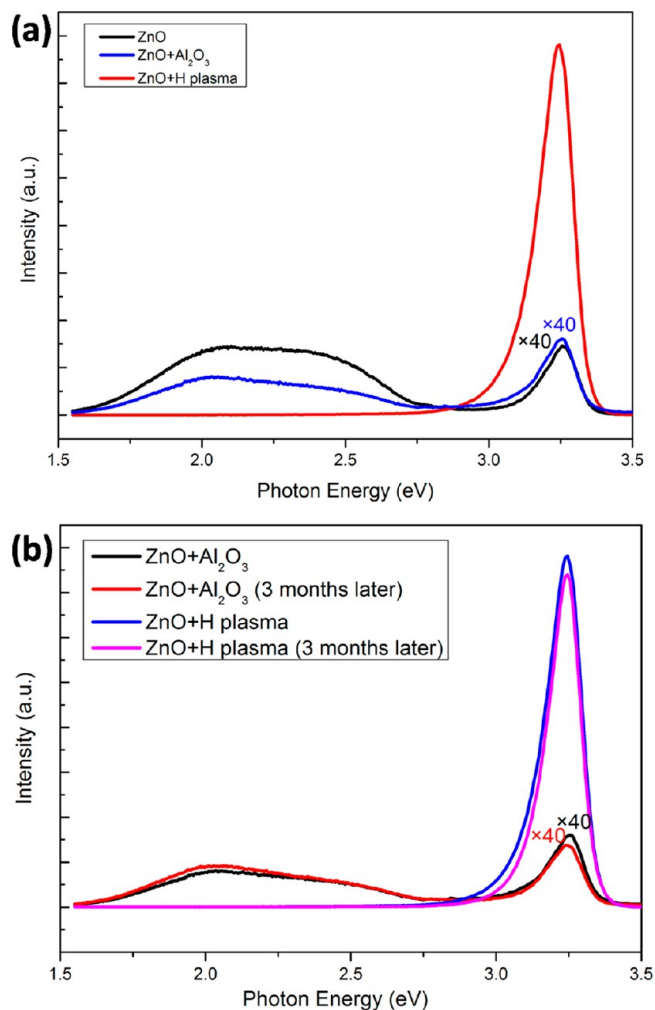 (a)
ZnO
ZnO+Al₂O₃
ZnO+H plasma
×40
×40
Intensity (a.u.)
1.5 2.0 2.5 3.0 3.5
Photon Energy (eV)
(b)
ZnO+Al₂O₃
ZnO+Al₂O₃ (3 months later)
ZnO+H plasma
ZnO+H plasma (3 months later)
×40
×40
Intensity (a.u.)
1.5 2.0 2.5 3.0 3.5
Photon Energy (eV)